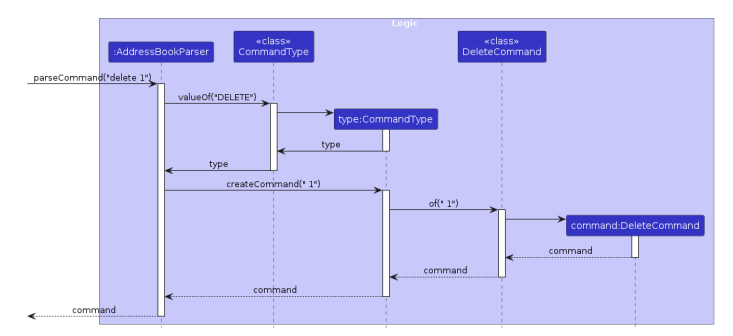 Logic
:AddressBookParser
«class»
CommandType
«class»
DeleteCommand
parseCommand("delete 1")
valueOf("DELETE")
type:CommandType
type
type
createCommand(" 1")
of(" 1")
command:DeleteCommand
command
command
command
command